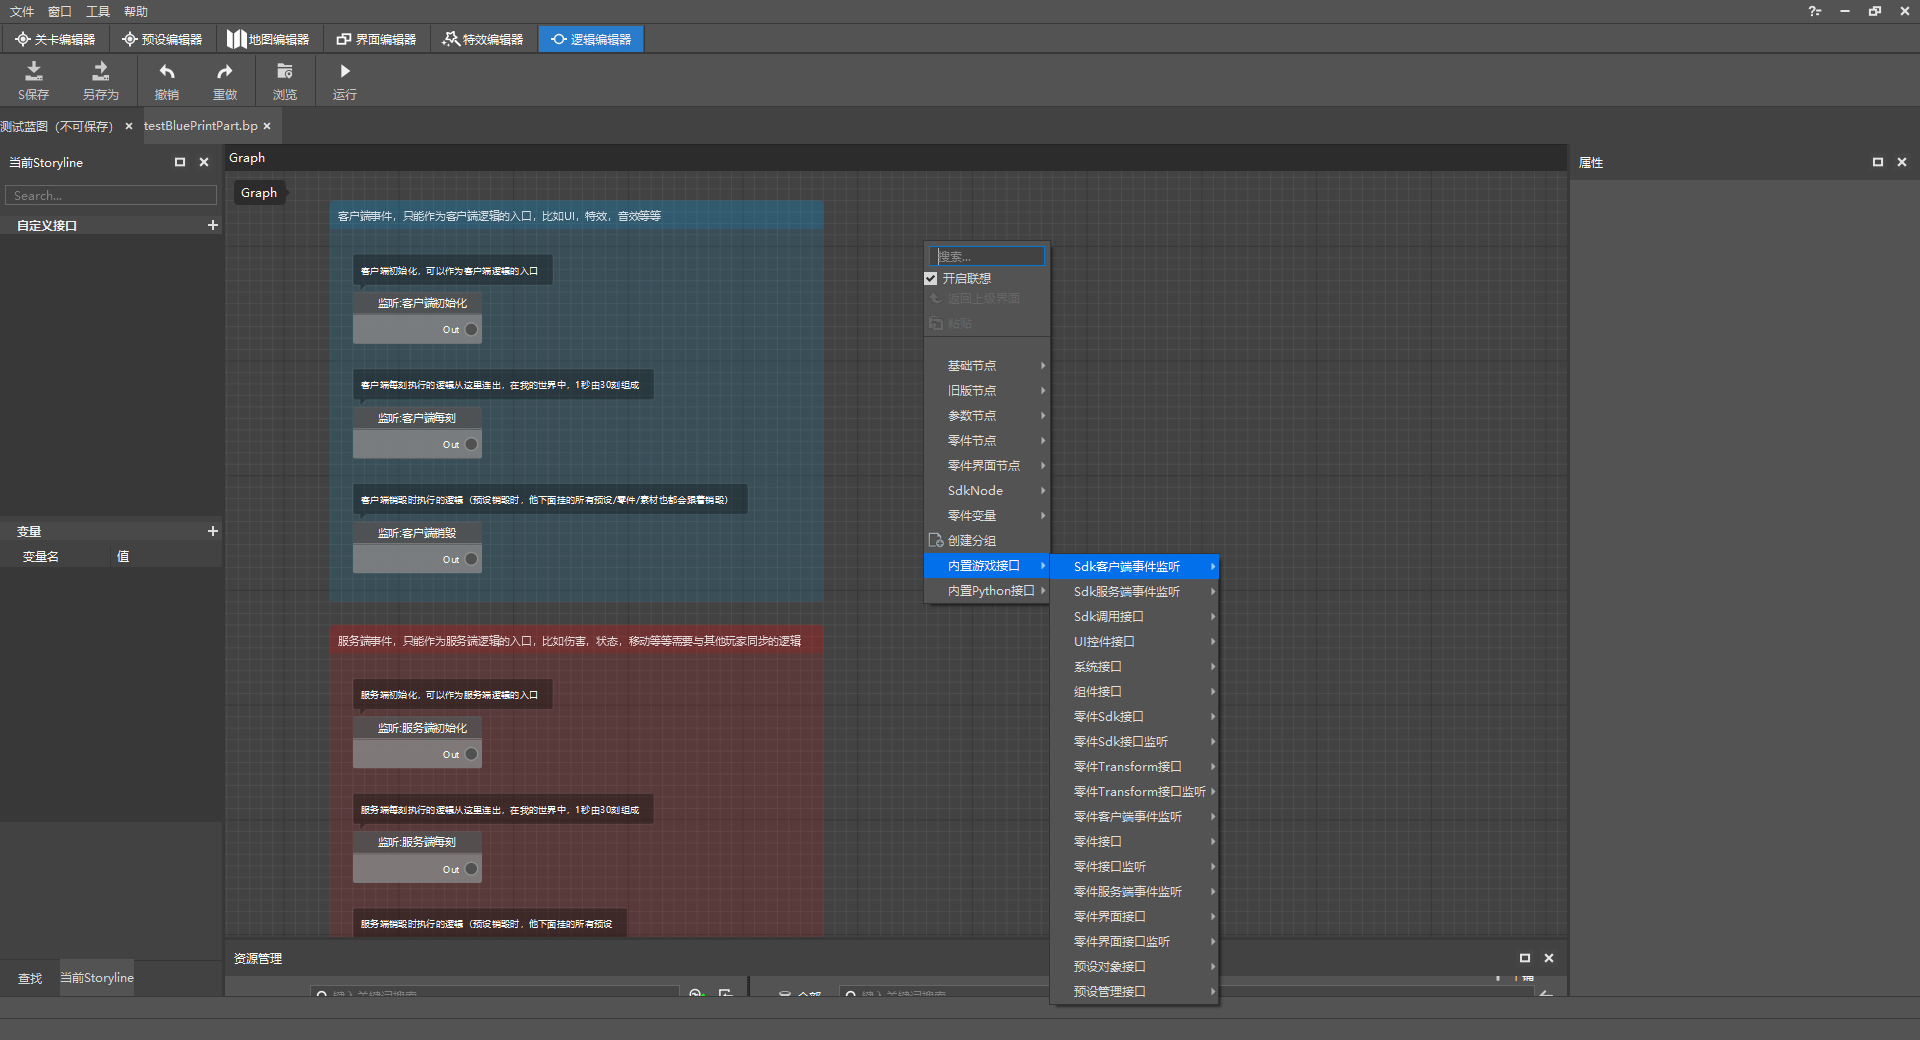 文件 窗口 工具 帮助
关卡编辑器 预设编辑器 地图编辑器 界面编辑器 特效编辑器 逻辑编辑器
S保存 另存为 撤销 重做 浏览 运行
测试蓝图（不可保存） testBluePrintPart.bp
当前Storyline
Search...
自定义接口
变量
变量名 值
查找 当前Storyline
Graph
Graph
客户端事件，只能作为客户端逻辑的入口，比如UI，特效，音效等等
客户端初始化，可以作为客户端逻辑的入口
监听:客户端初始化
Out
客户端每刻执行的逻辑从这里连出，在我的世界中，1秒由30刻组成
监听:客户端每刻
Out
客户端销毁时执行的逻辑（预设销毁时，他下面挂的所有预设/零件/素材也都会跟着销毁）
监听:客户端销毁
Out
服务端事件，只能作为服务端逻辑的入口，比如伤害，状态，移动等等需要与其他玩家同步的逻辑
服务端初始化，可以作为服务端逻辑的入口
监听:服务端初始化
Out
服务端每刻执行的逻辑从这里连出，在我的世界中，1秒由30刻组成
监听:服务端每刻
Out
服务端销毁时执行的逻辑（预设销毁时，他下面挂的所有预设
搜索...
开启联想
返回上级界面
粘贴
基础节点
旧版节点
参数节点
零件节点
零件界面节点
SdkNode
零件变量
创建分组
内置游戏接口
内置Python接口
Sdk客户端事件监听
Sdk服务端事件监听
Sdk调用接口
UI控件接口
系统接口
组件接口
零件Sdk接口
零件Sdk接口监听
零件Transform接口
零件Transform接口监听
零件客户端事件监听
零件接口
零件接口监听
零件服务端事件监听
零件界面接口
零件界面接口监听
预设对象接口
预设管理接口
资源管理
键入关键词搜索 全部 键入关键词搜索
属性